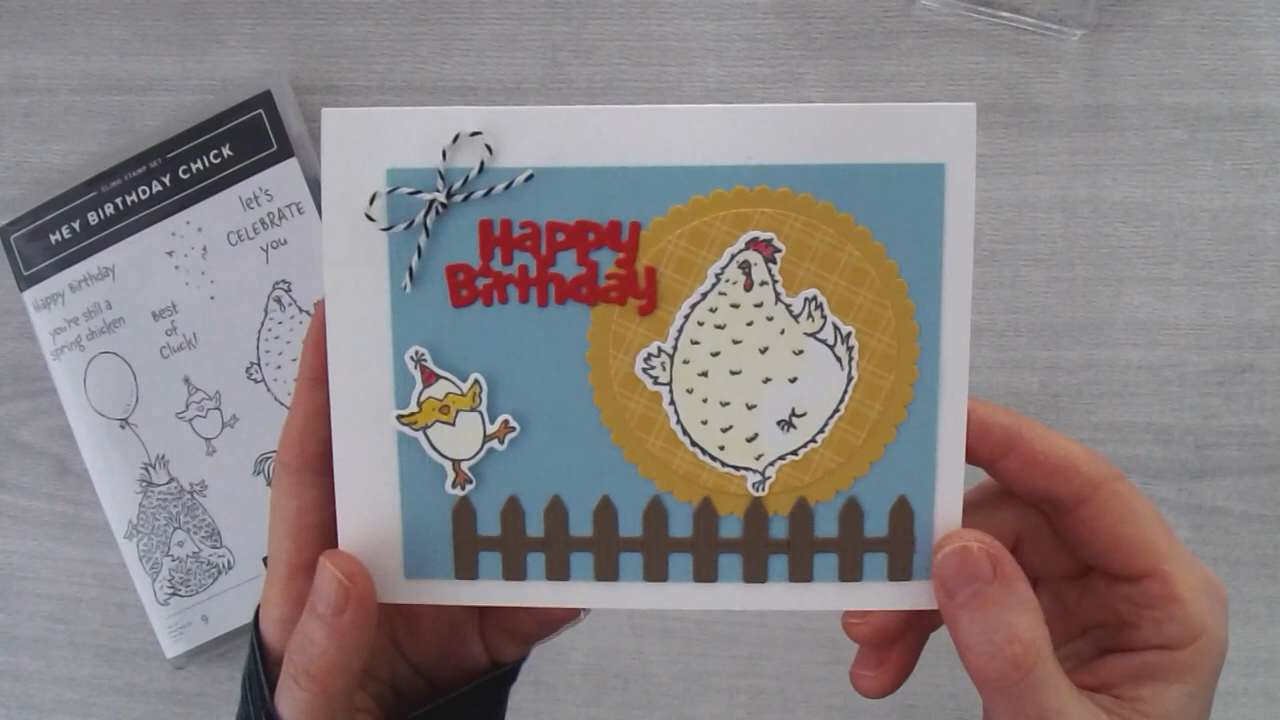 CLING STAMP SET
HEY BIRTHDAY CHICK
let's
CELEBRATE
you
Happy Birthday
you're still a
spring chicken
Best
of
Cluck!
9
Happy
Birthday